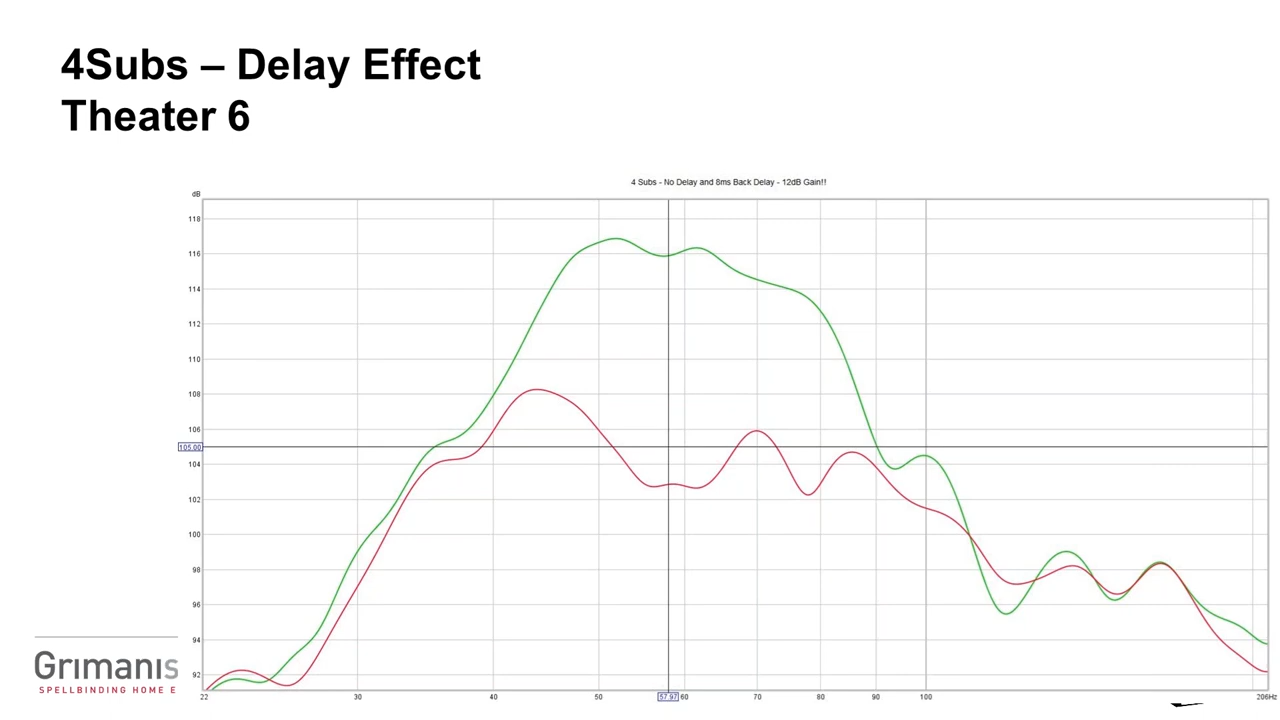 4Subs – Delay Effect
Theater 6
4 Subs - No Delay and 8ms Back Delay - 12dB Gain!!
dB
118
116
114
112
110
108
106
105.00
104
102
100
98
96
94
92
22 30 40 50 57.97 60 70 80 90 100 206Hz
Grimanis
SPELLBINDING HOME E